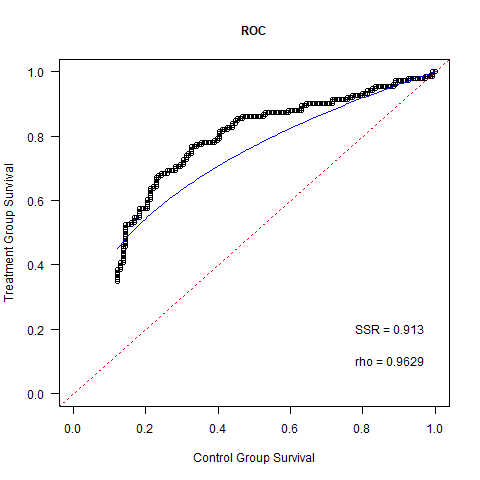 ROC
Treatment Group Survival
1.0
0.8
0.6
0.4
0.2
0.0
SSR = 0.913
rho = 0.9629
0.0 0.2 0.4 0.6 0.8 1.0
Control Group Survival